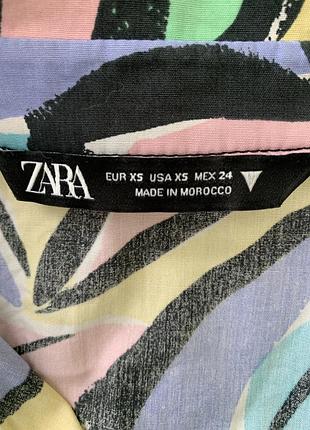 ZARA
EUR XS USA XS MEX 24
MADE IN MOROCCO